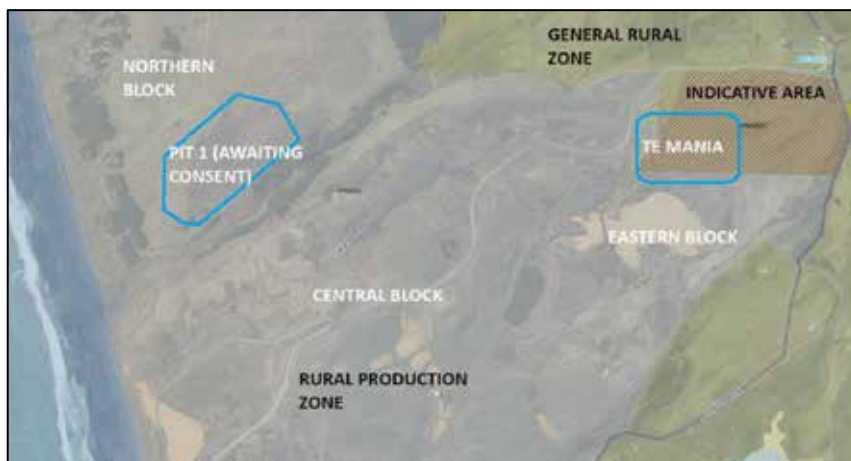 GENERAL RURAL
ZONE
NORTHERN
BLOCK
INDICATIVE AREA
PIT 1 (AWAITING
CONSENT)
TE MANIA
EASTERN BLOCK
CENTRAL BLOCK
RURAL PRODUCTION
ZONE